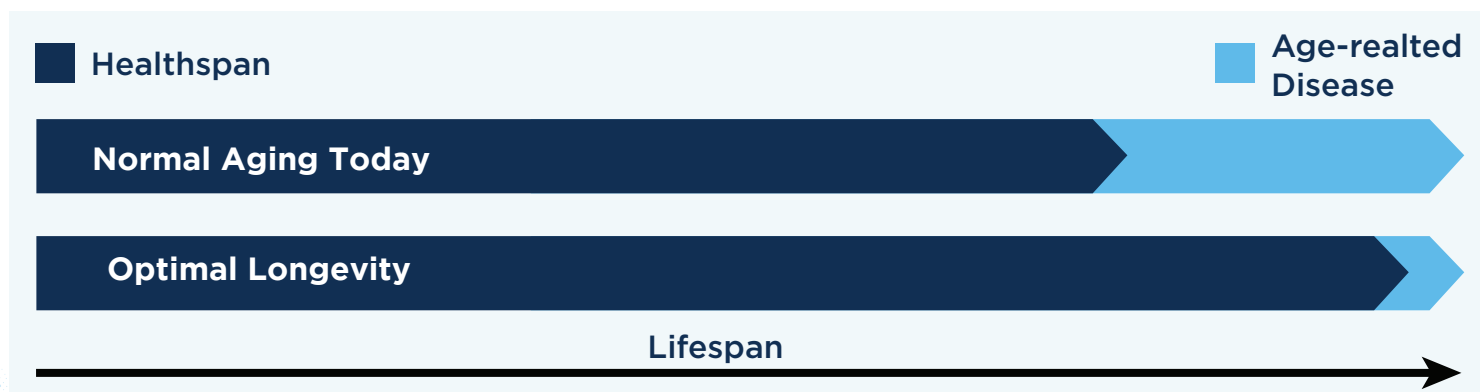 Healthspan
Age-realted
Disease
Normal Aging Today
Optimal Longevity
Lifespan